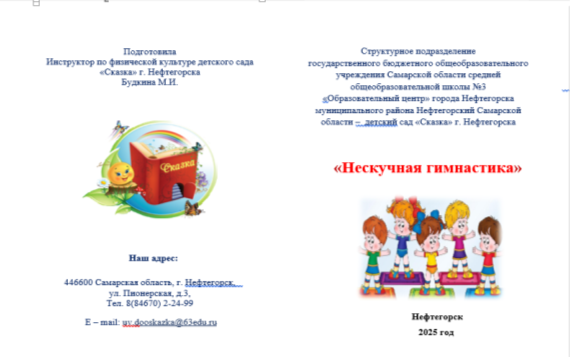 Подготовила
Инструктор по физической культуре детского сада
«Сказка» г. Нефтегорска
Будкина М.И.
Сказка
Наш адрес:
446600 Самарская область, г. Нефтегорск,
ул. Пионерская, д.3,
Тел. 8(84670) 2-24-99
E – mail: uv.dooskazka@63edu.ru
Структурное подразделение
государственного бюджетного общеобразовательного
учреждения Самарской области средней
общеобразовательной школы №3
«Образовательный центр» города Нефтегорска
муниципального района Нефтегорский Самарской
области – детский сад «Сказка» г. Нефтегорска
«Нескучная гимнастика»
Нефтегорск
2025 год